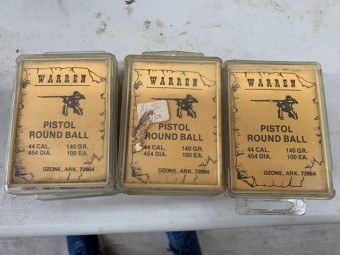 WARREN
PISTOL
ROUND BALL
44 CAL. 140 GR.
454 DIA. 100 EA.
OZONE, ARK. 72854
WARREN
PISTOL
ROUND BALL
44 CAL. 140 GR.
454 DIA. 100 EA.
OZONE, ARK. 72854
WARREN
PISTOL
ROUND BALL
44 CAL. 140 GR.
454 DIA. 100 EA.
OZONE, ARK. 72854